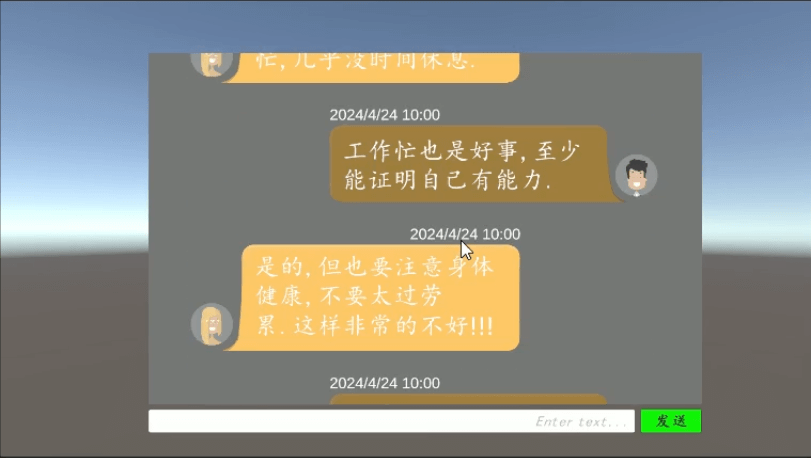 忙,几乎没时间休息.
2024/4/24 10:00
工作忙也是好事,至少
能证明自己有能力.
2024/4/24 10:00
是的,但也要注意身体
健康,不要太过劳
累.这样非常的不好!!!
2024/4/24 10:00
Enter text...
发送